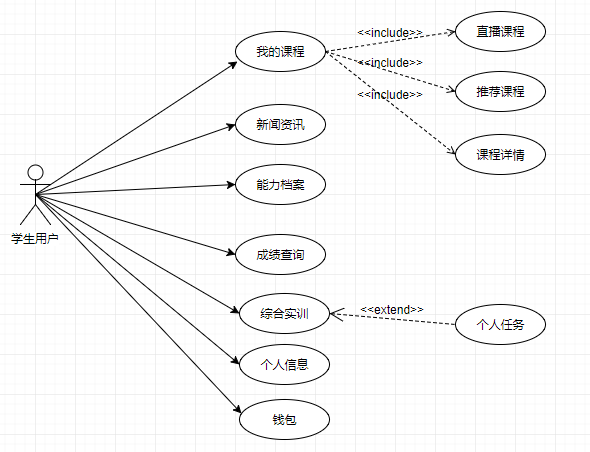 我的课程
<<include>>
直播课程
<<include>>
推荐课程
<<include>>
课程详情
新闻资讯
能力档案
学生用户
成绩查询
综合实训
<<extend>>
个人任务
个人信息
钱包